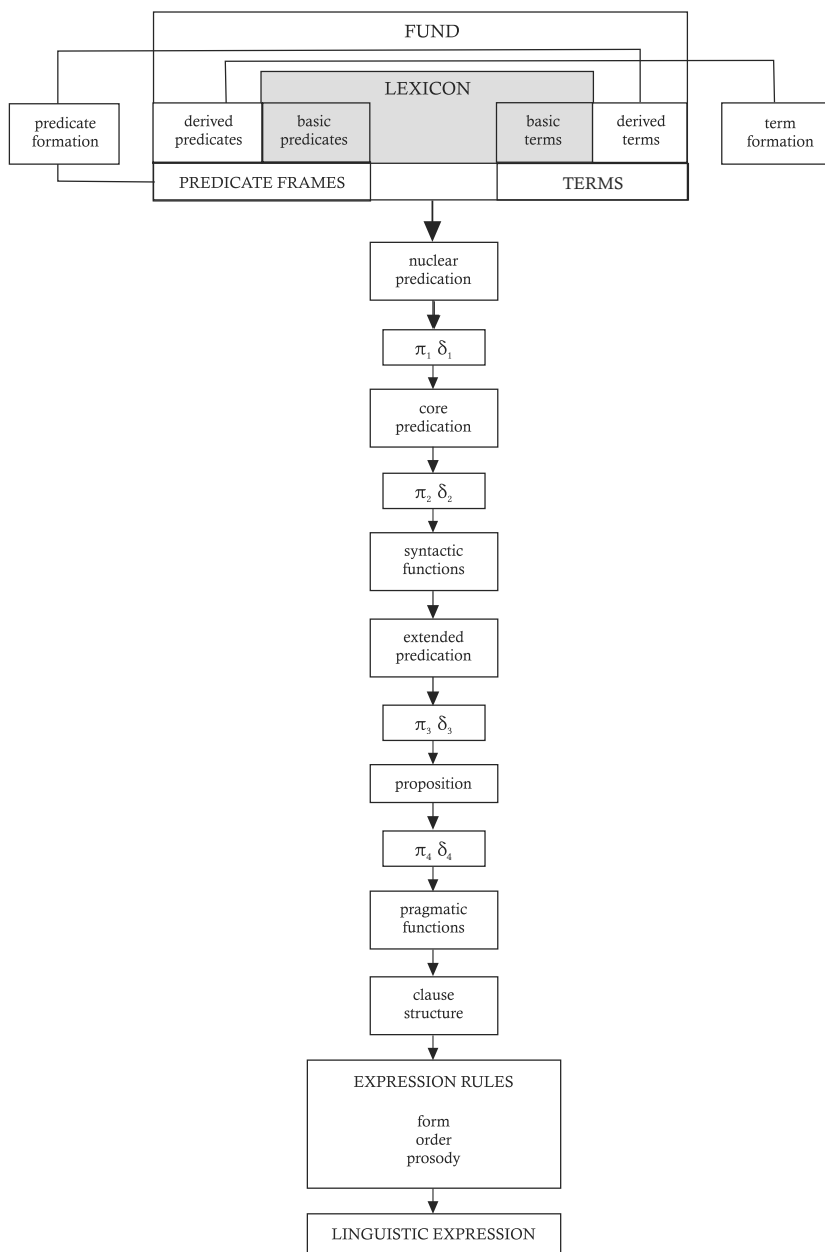 FUND
LEXICON
predicate
formation
derived
predicates
basic
predicates
basic
terms
derived
terms
term
formation
PREDICATE FRAMES
TERMS
nuclear
predication
π₁ δ₁
core
predication
π₂ δ₂
syntactic
functions
extended
predication
π₃ δ₃
proposition
π₄ δ₄
pragmatic
functions
clause
structure
EXPRESSION RULES
form
order
prosody
LINGUISTIC EXPRESSION